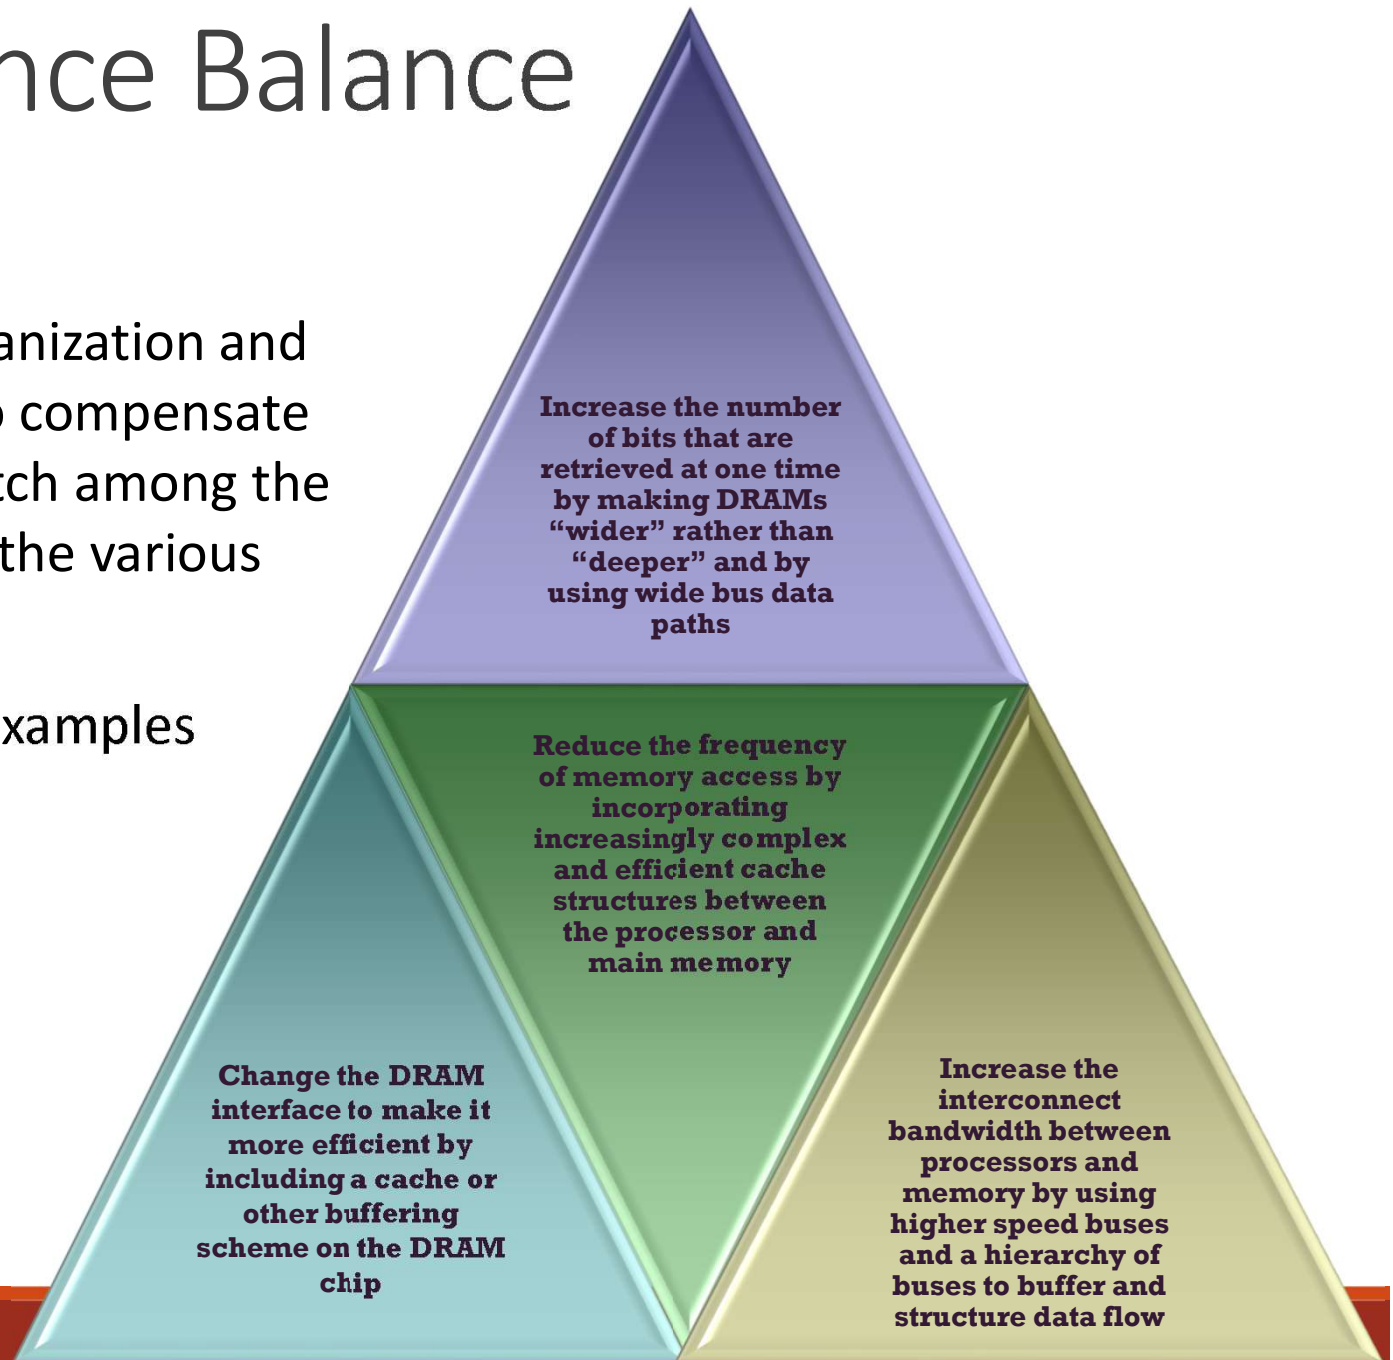 nce Balance
anization and
o compensate
tch among the
the various
xamples
Increase the number
of bits that are
retrieved at one time
by making DRAMs
“wider” rather than
“deeper” and by
using wide bus data
paths
Reduce the frequency
of memory access by
incorporating
increasingly complex
and efficient cache
structures between
the processor and
main memory
Change the DRAM
interface to make it
more efficient by
including a cache or
other buffering
scheme on the DRAM
chip
Increase the
interconnect
bandwidth between
processors and
memory by using
higher speed buses
and a hierarchy of
buses to buffer and
structure data flow